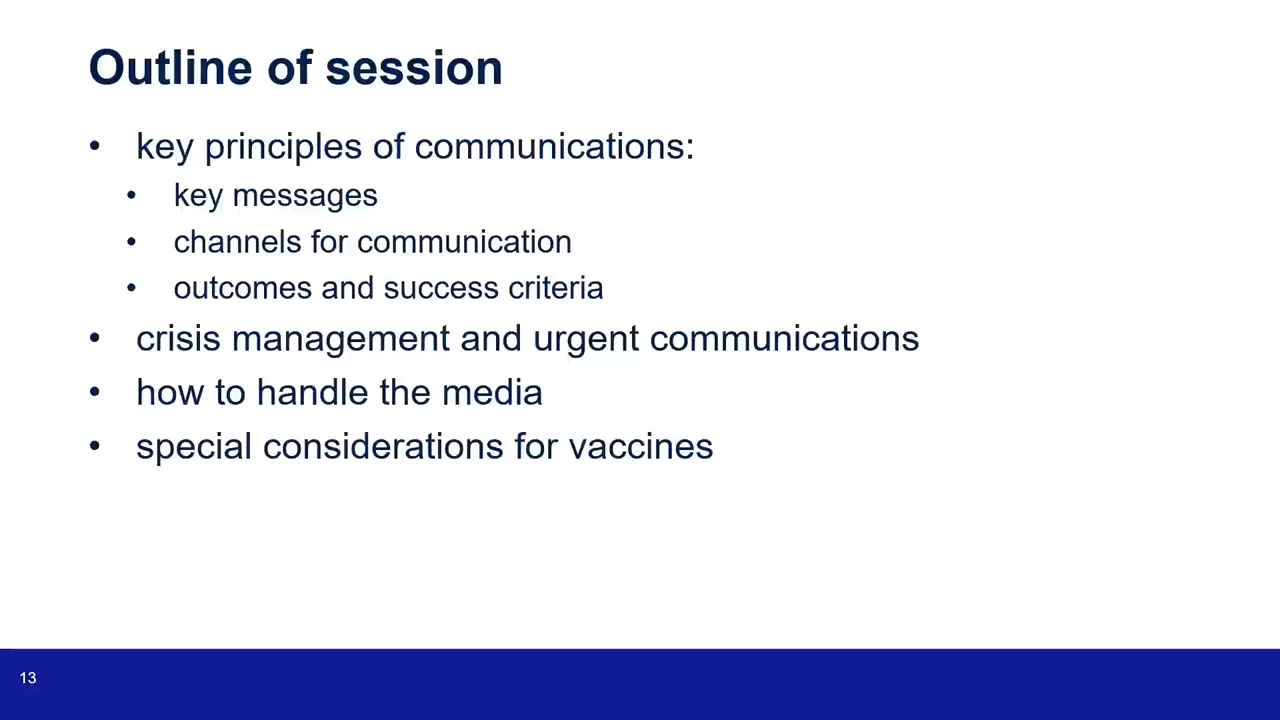 Outline of session
• key principles of communications:
• key messages
• channels for communication
• outcomes and success criteria
• crisis management and urgent communications
• how to handle the media
• special considerations for vaccines
13